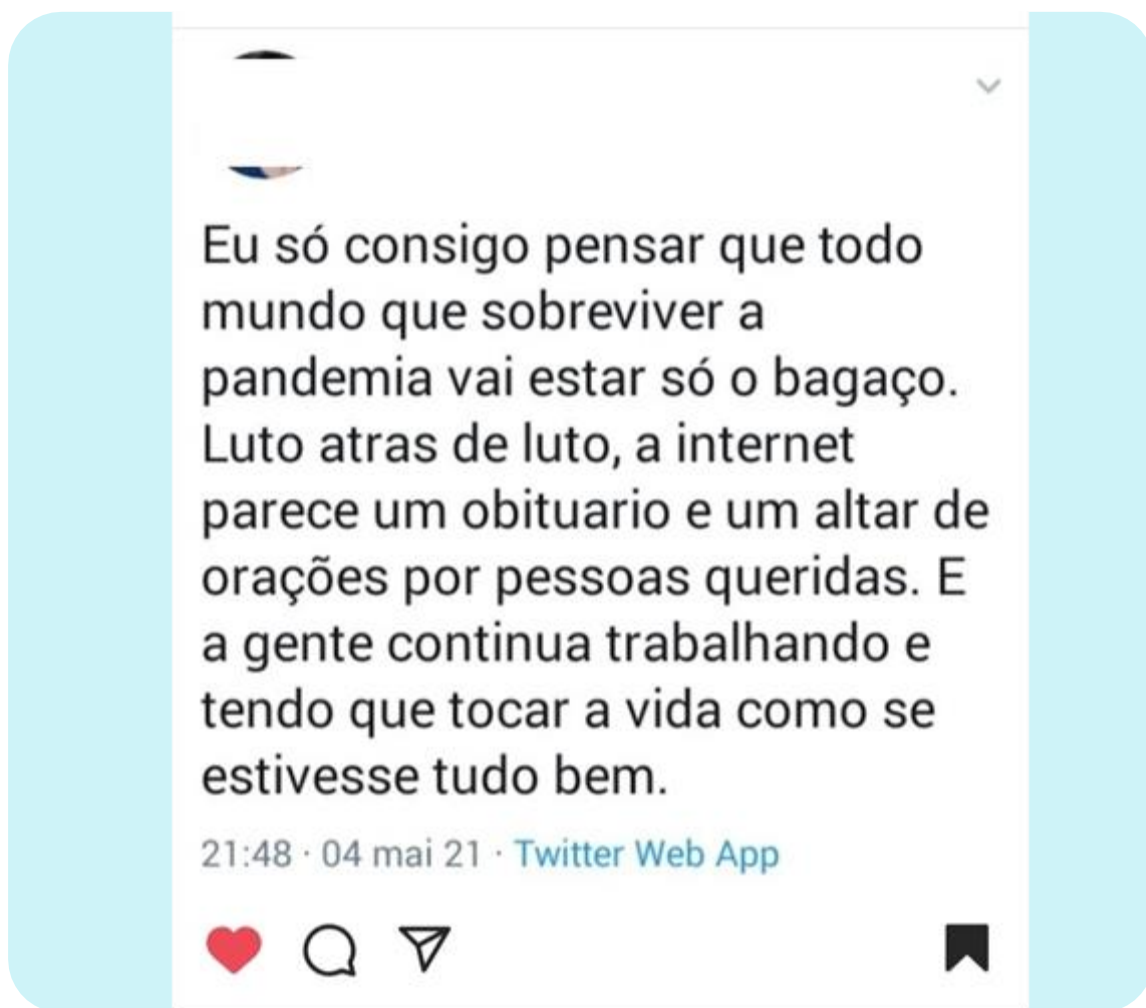 Eu só consigo pensar que todo
mundo que sobreviver a
pandemia vai estar só o bagaço.
Luto atras de luto, a internet
parece um obituario e um altar de
orações por pessoas queridas. E
a gente continua trabalhando e
tendo que tocar a vida como se
estivesse tudo bem.
21:48 · 04 mai 21 · Twitter Web App